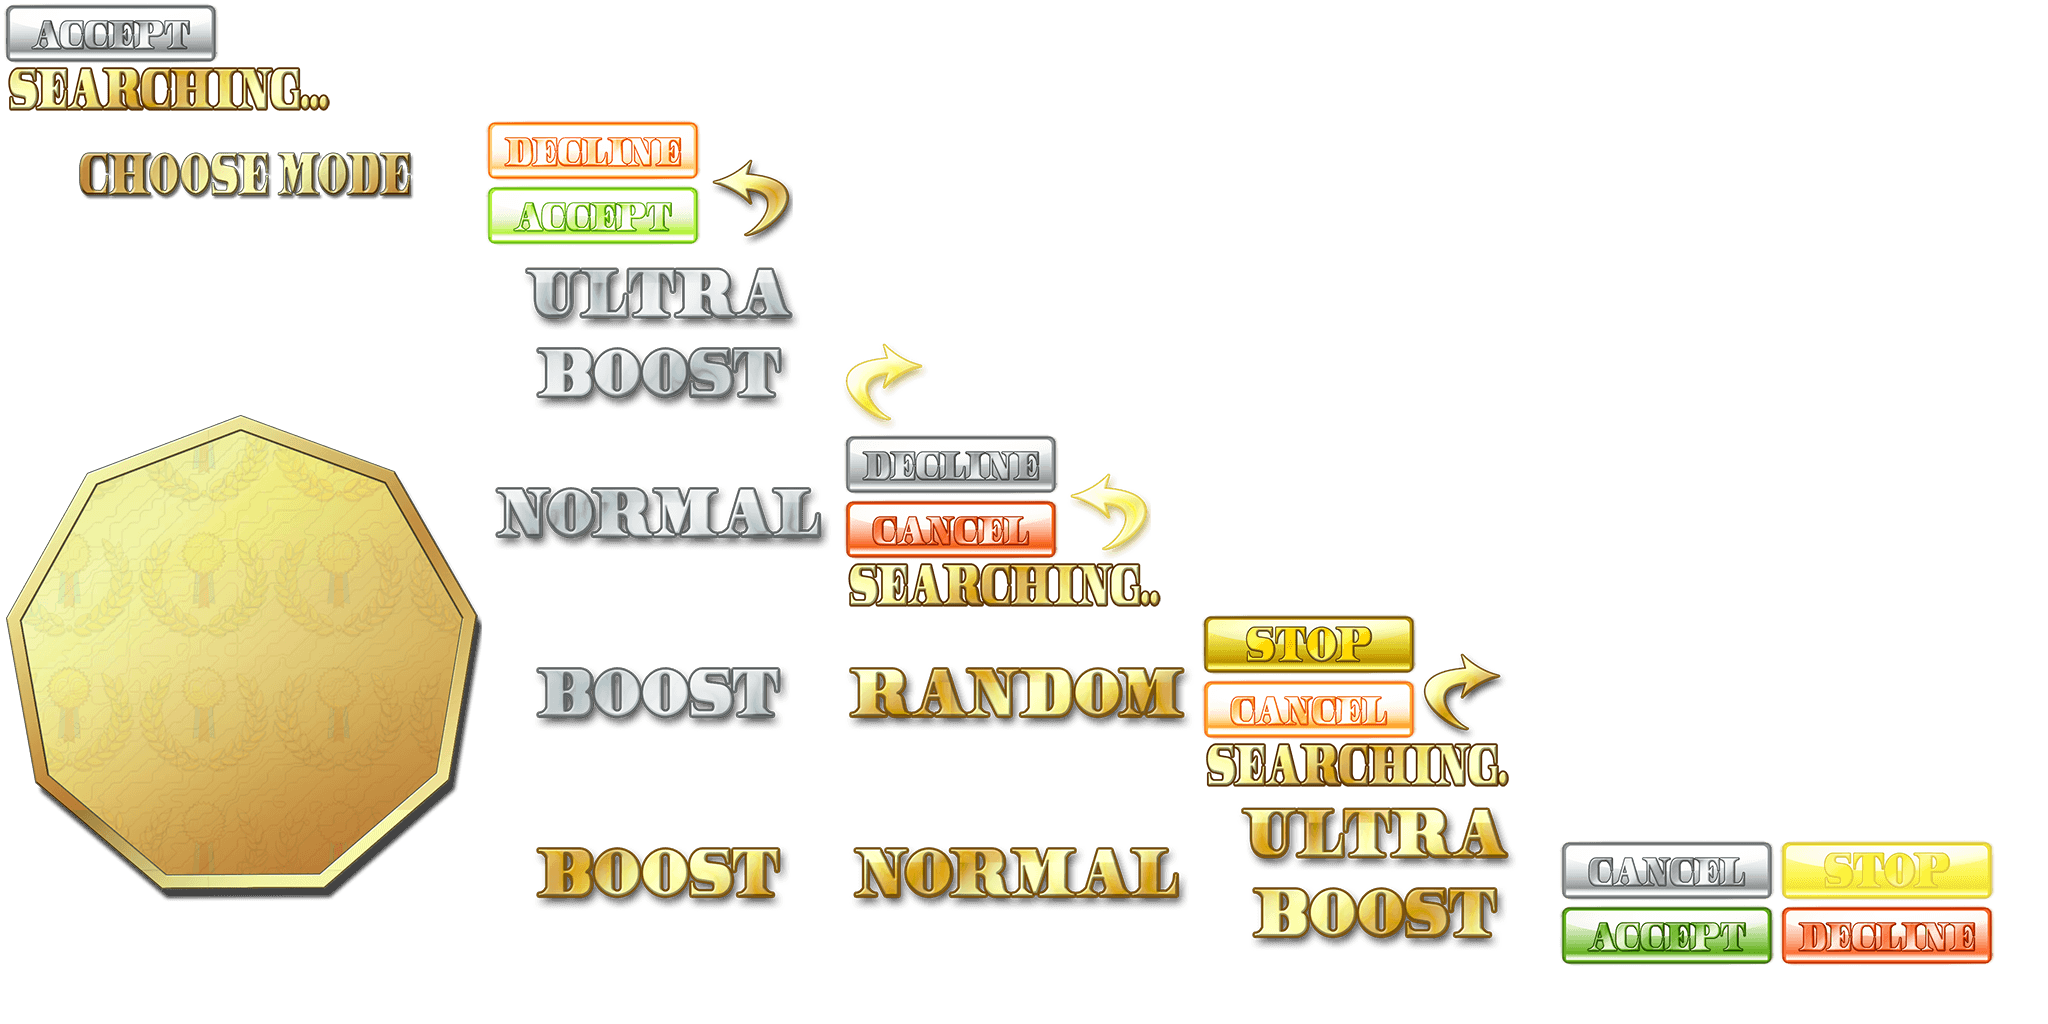 ACCEPT
SEARCHING...
CHOOSE MODE
DECLINE
ACCEPT
ULTRA
BOOST
DECLINE
NORMAL
CANCEL
SEARCHING..
STOP
BOOST
RANDOM
CANCEL
SEARCHING.
ULTRA
BOOST
NORMAL
BOOST
CANCEL
STOP
ACCEPT
DECLINE